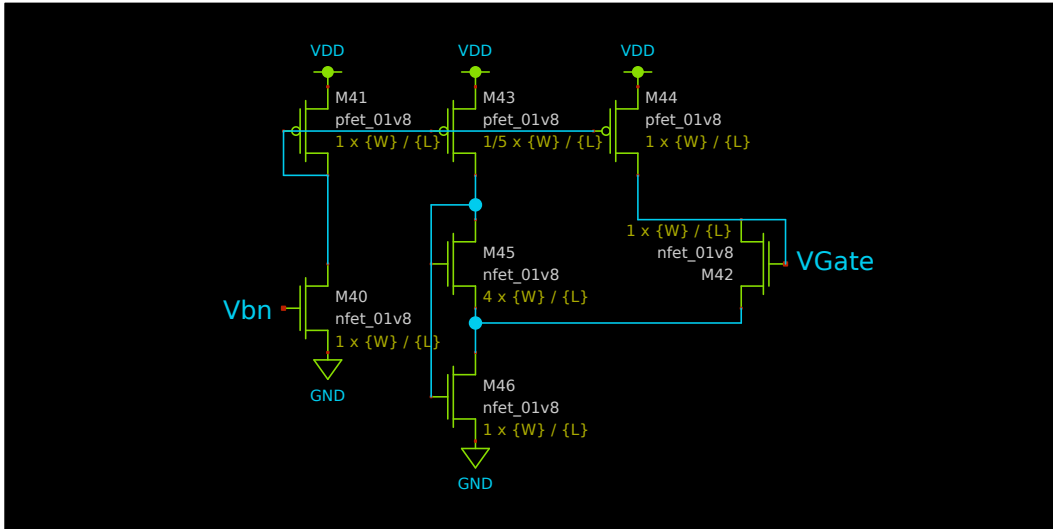 VDD
M41
pfet_01v8
1 x {W} / {L}
VDD
M43
pfet_01v8
1/5 x {W} / {L}
VDD
M44
pfet_01v8
1 x {W} / {L}
M45
nfet_01v8
4 x {W} / {L}
1 x {W} / {L}
nfet_01v8
M42
VGate
Vbn
M40
nfet_01v8
1 x {W} / {L}
GND
M46
nfet_01v8
1 x {W} / {L}
GND